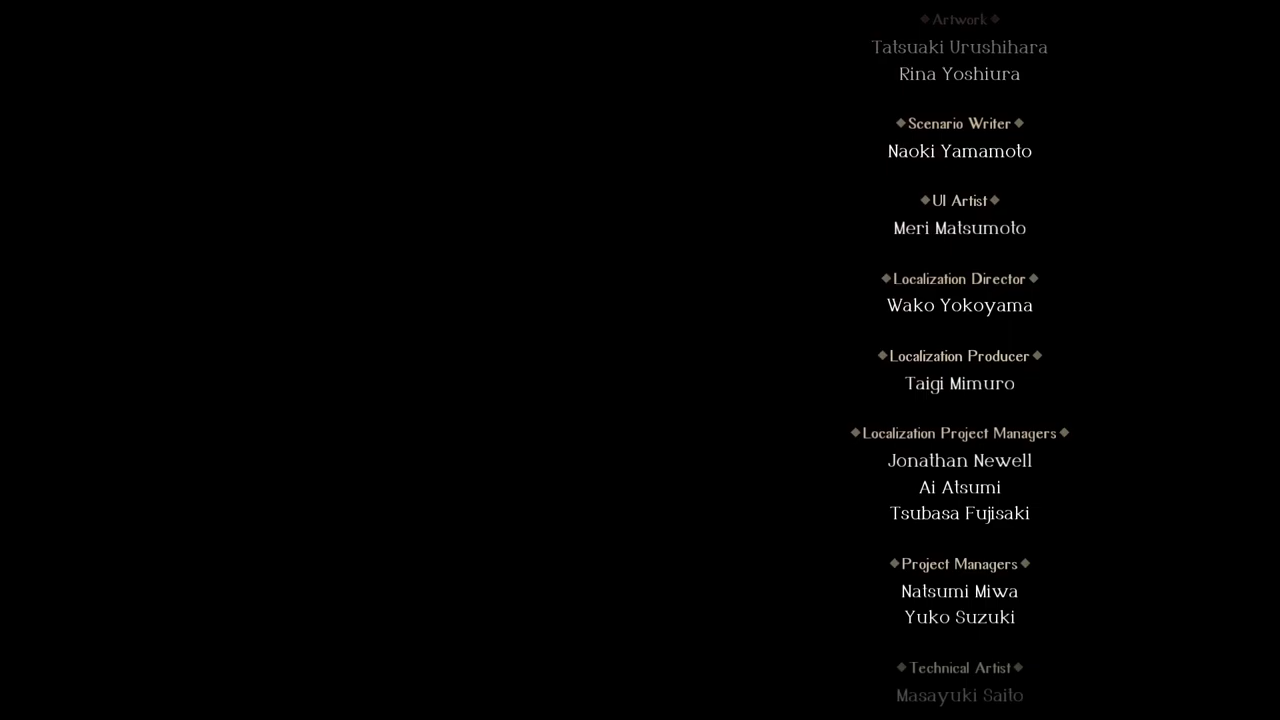 ◆Artwork◆
Tatsuaki Urushihara
Rina Yoshiura
◆Scenario Writer◆
Naoki Yamamoto
◆UI Artist◆
Meri Matsumoto
◆Localization Director◆
Wako Yokoyama
◆Localization Producer◆
Taigi Mimuro
◆Localization Project Managers◆
Jonathan Newell
Ai Atsumi
Tsubasa Fujisaki
◆Project Managers◆
Natsumi Miwa
Yuko Suzuki
◆Technical Artist◆
Masayuki Saito